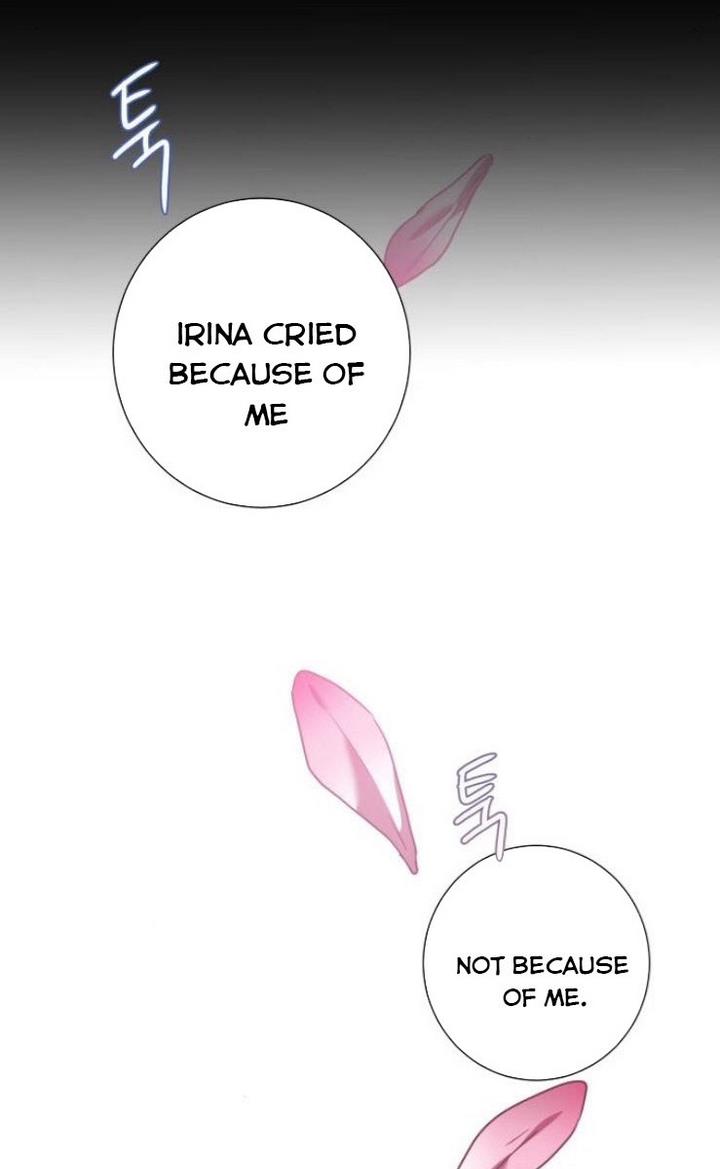 툭
IRINA CRIED
BECAUSE OF
ME
툭
NOT BECAUSE
OF ME.